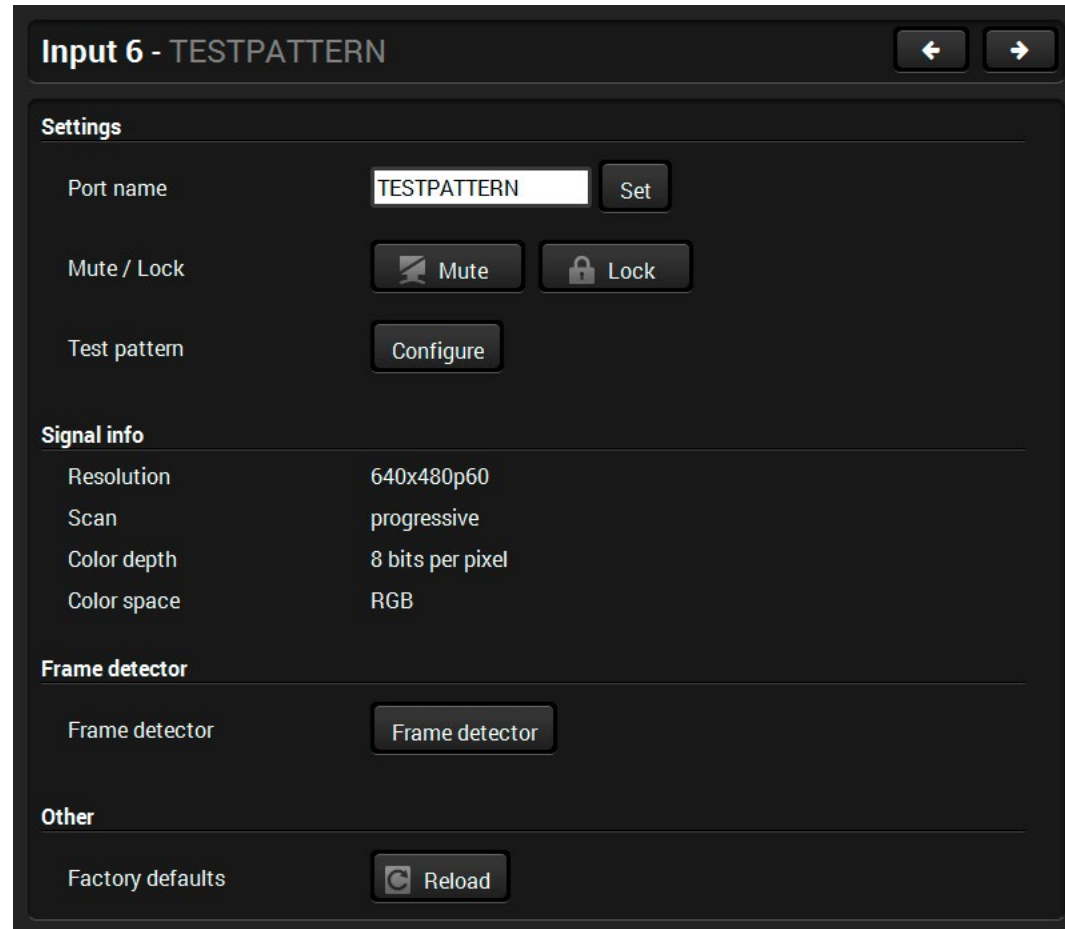 Input 6 - TESTPATTERN
Settings
Port name TESTPATTERN Set
Mute / Lock Mute Lock
Test pattern Configure
Signal info
Resolution 640x480p60
Scan progressive
Color depth 8 bits per pixel
Color space RGB
Frame detector
Frame detector Frame detector
Other
Factory defaults Reload